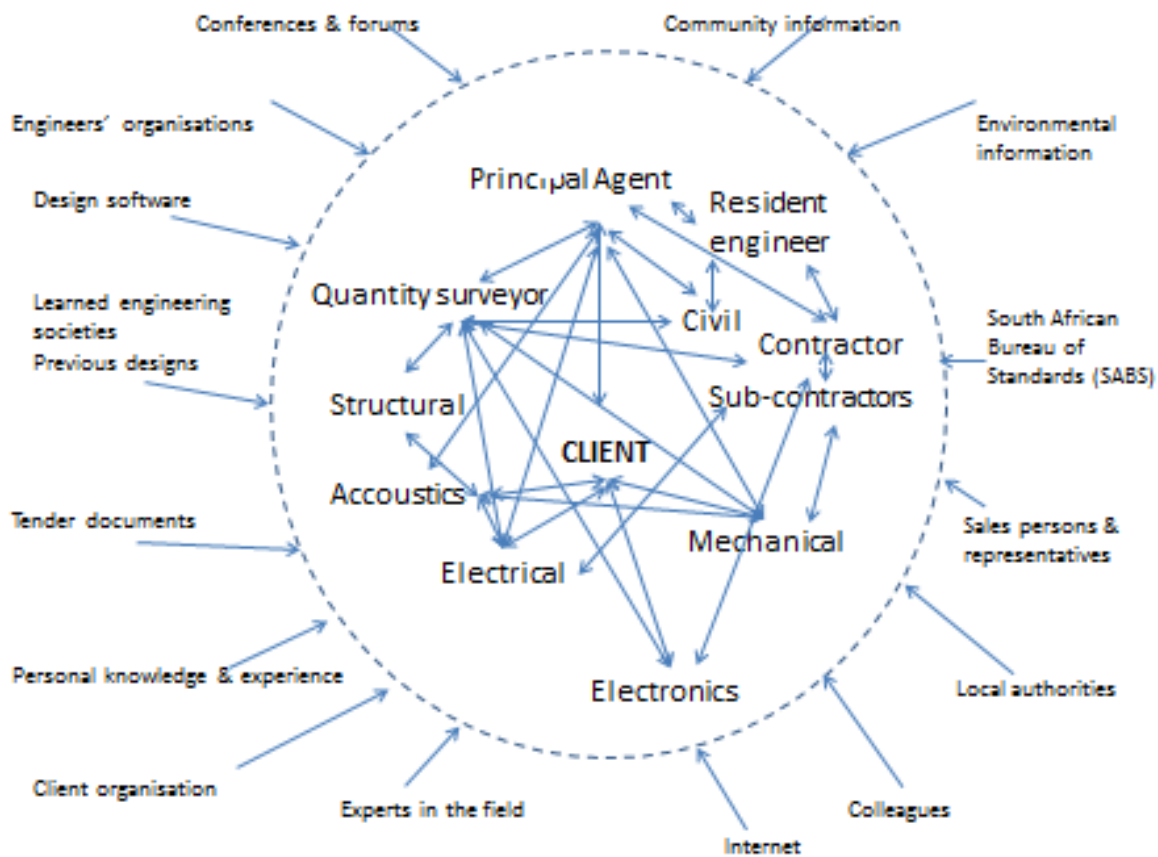 Conferences & forums
Community information
Engineers' organisations
Environmental
information
Design software
Principal Agent
Resident
engineer
Learned engineering
societies
Previous designs
Quantity surveyor
Civil
Contractor
South African
Bureau of
Standards (SABS)
Structural
Sub-contractors
CLIENT
Accoustics
Tender documents
Mechanical
Sales persons &
representatives
Electrical
Personal knowledge & experience
Electronics
Local authorities
Client organisation
Experts in the field
Colleagues
Internet